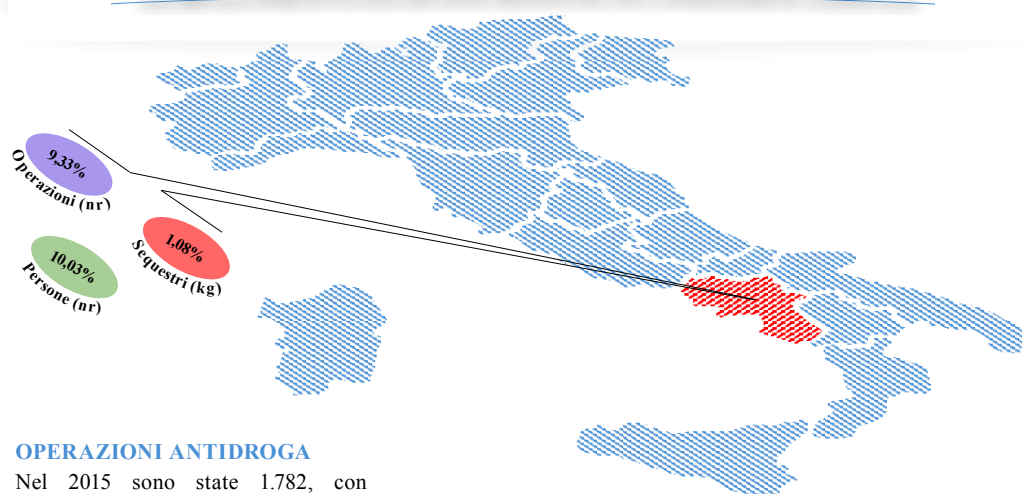 9,33%
Operazioni (nr)
1,08%
Sequestri (kg)
10,03%
Persone (nr)
OPERAZIONI ANTIDROGA
Nel 2015 sono state 1.782, con